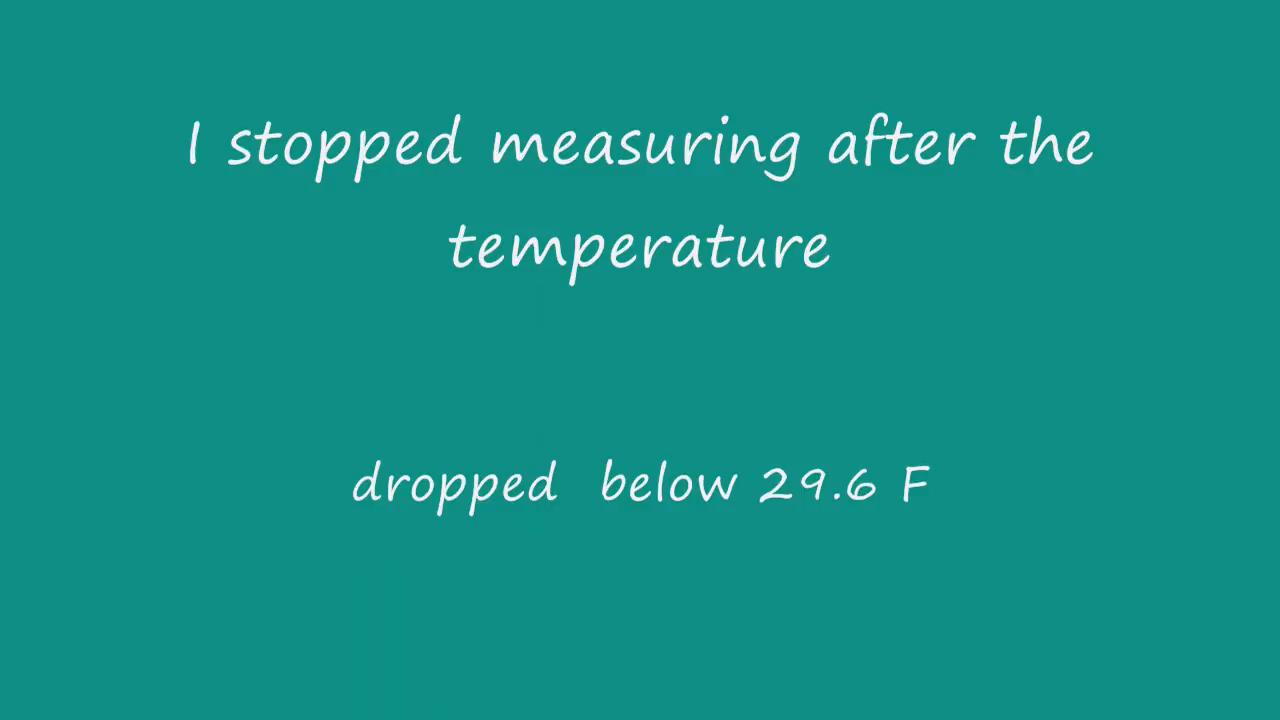 I stopped measuring after the
temperature
dropped  below 29.6 F